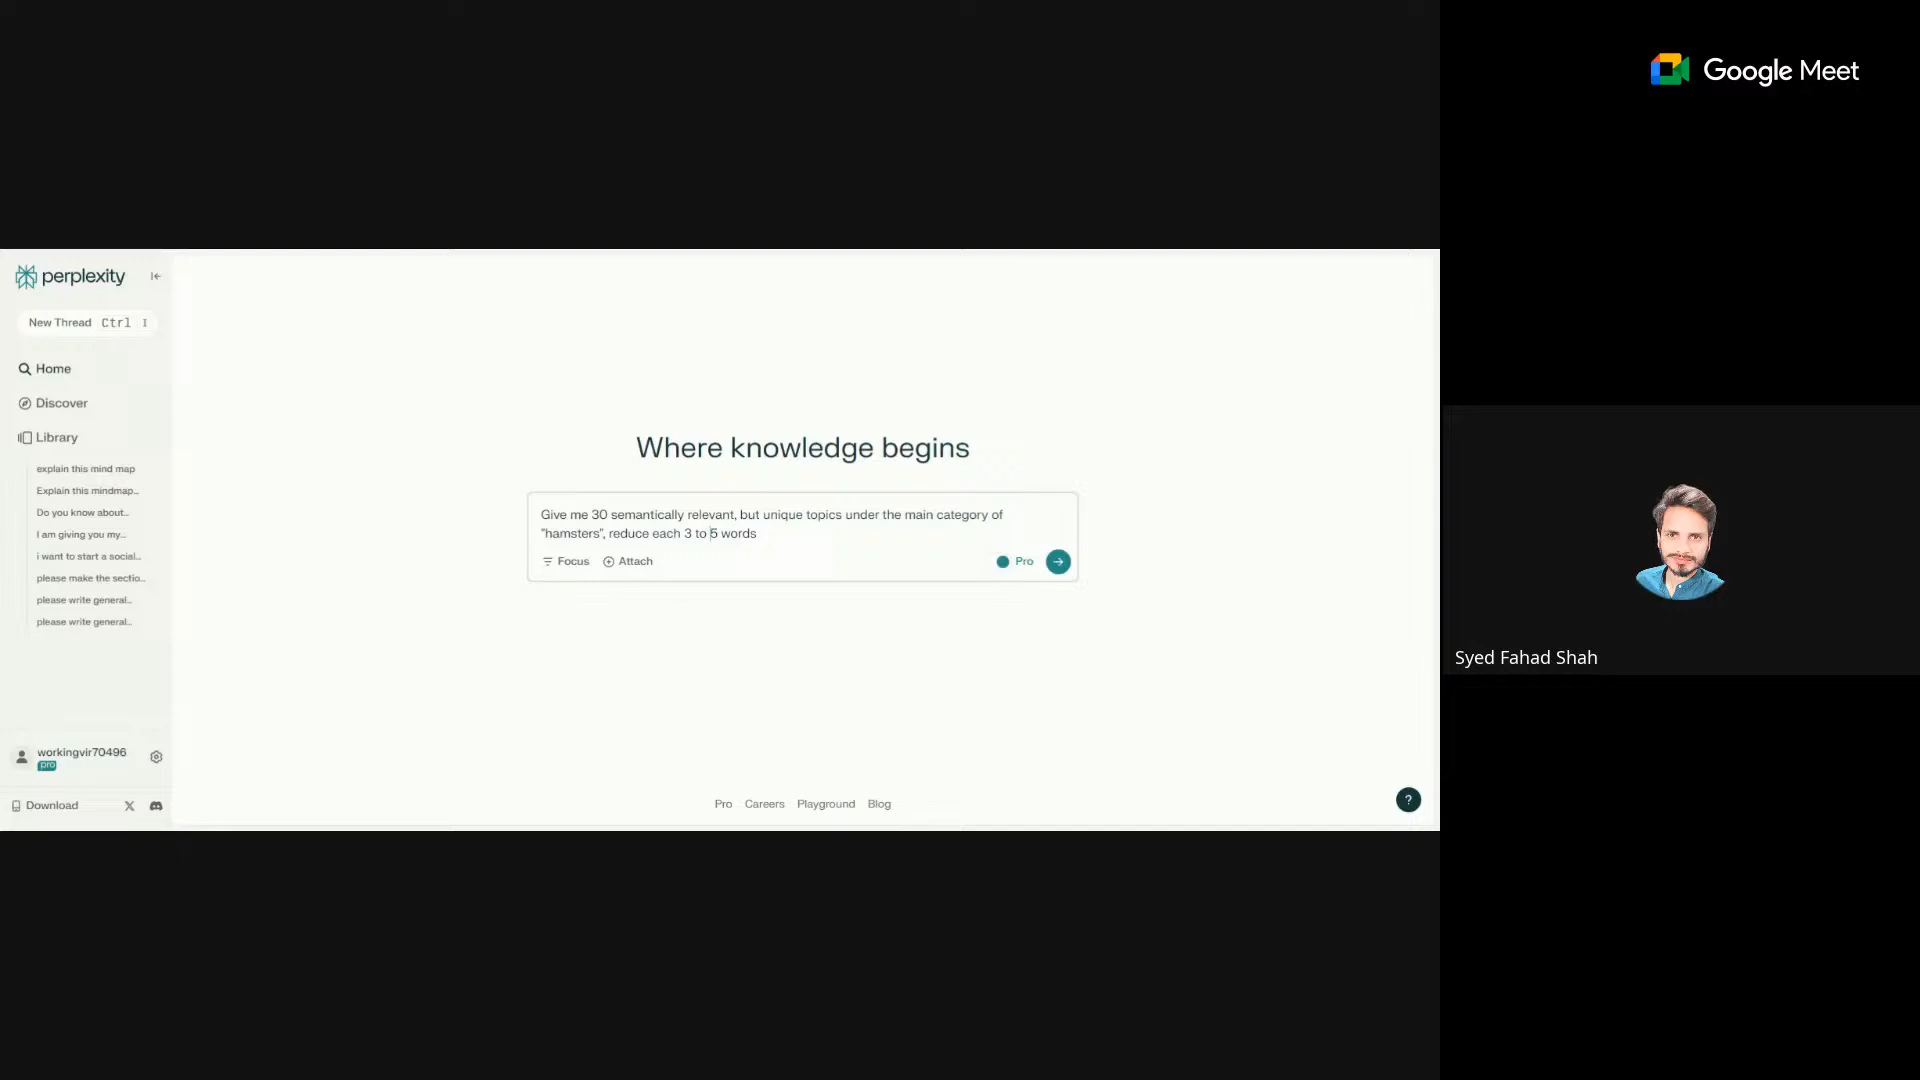 Google Meet
perplexity
New Thread Ctrl I
Home
Discover
Library
explain this mind map
Explain this mindmap...
Do you know about...
I am giving you my...
i want to start a social...
please make the sectio...
please write general...
please write general...
workingvir70496
pro
Download
Where knowledge begins
Give me 30 semantically relevant, but unique topics under the main category of
"hamsters", reduce each 3 to 5 words
Focus Attach Pro
Pro Careers Playground Blog
?
Syed Fahad Shah